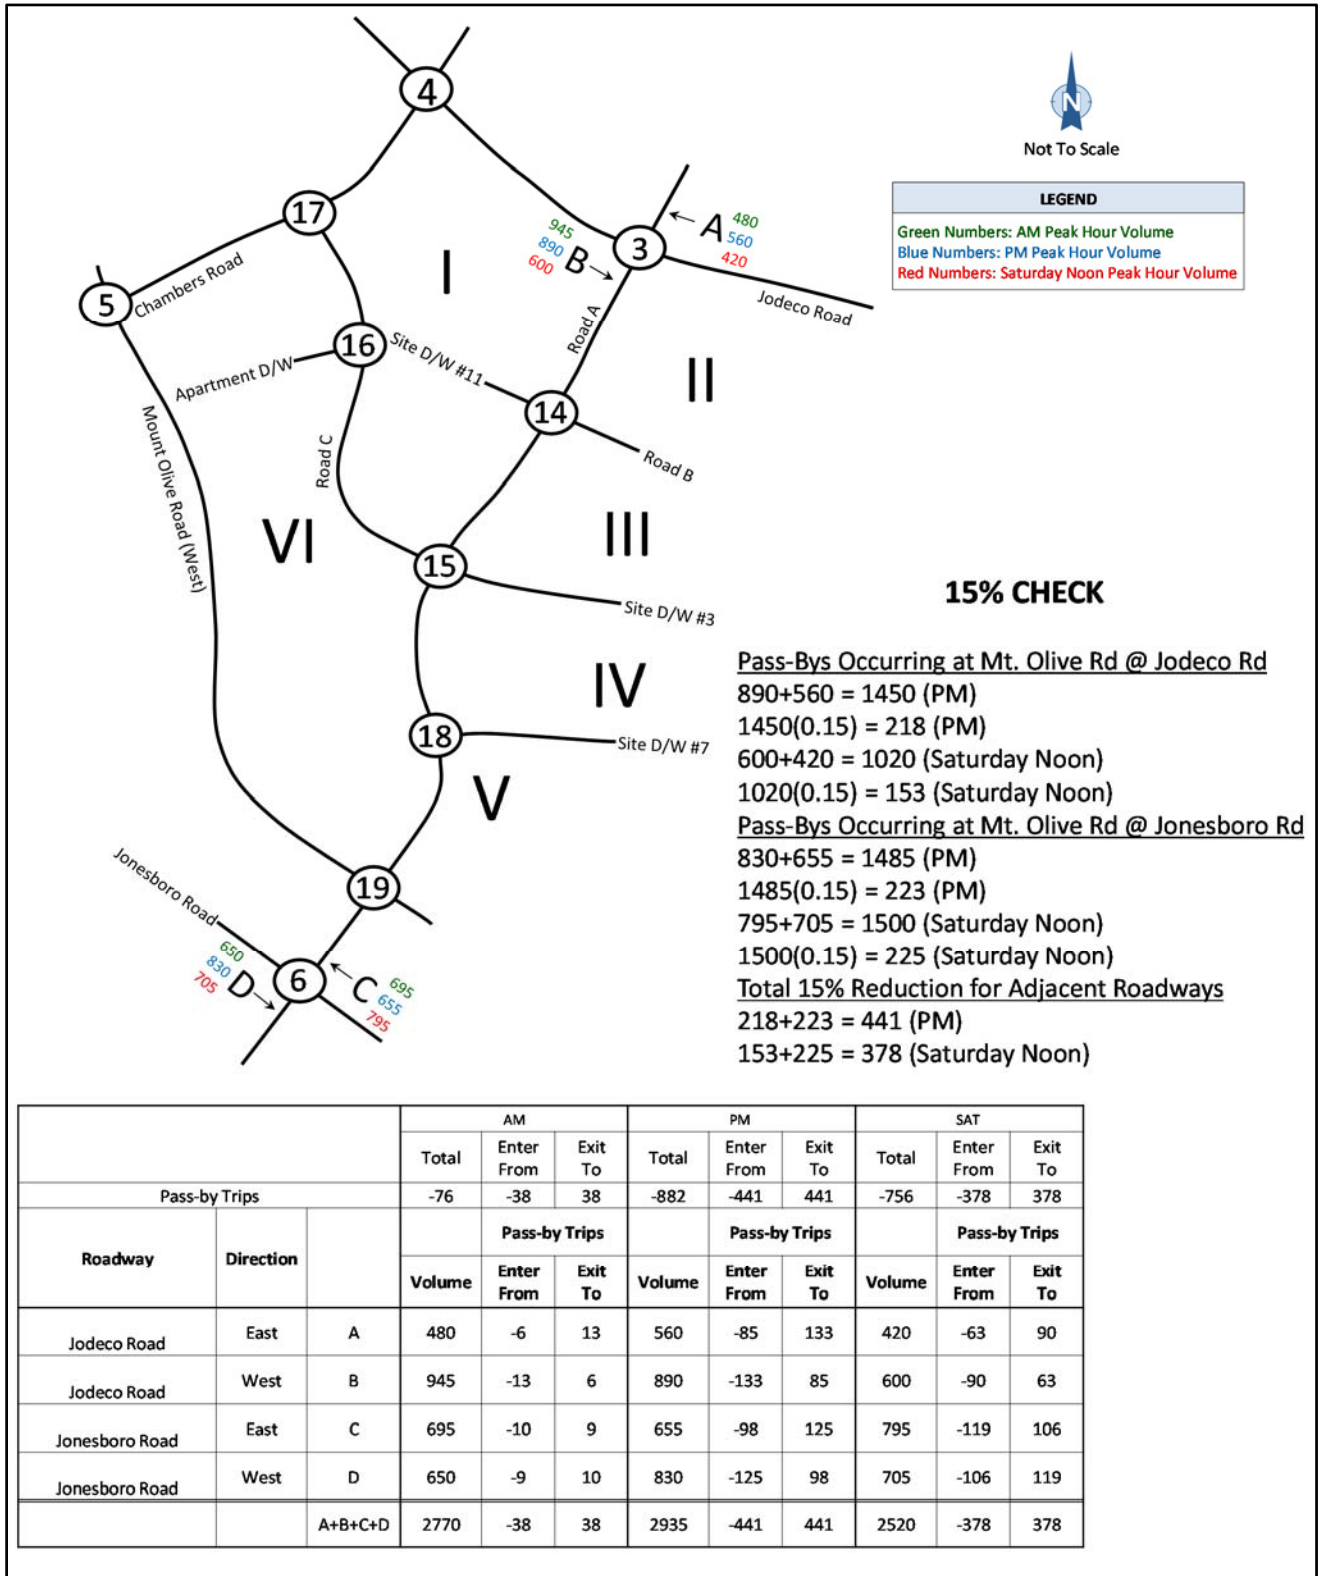 4
N
Not To Scale
LEGEND
Green Numbers: AM Peak Hour Volume
Blue Numbers: PM Peak Hour Volume
Red Numbers: Saturday Noon Peak Hour Volume
17
A
480
560
420
945
890
600
B
3
I
Jodeco Road
5
Chambers Road
16
Site D/W #11
Road A
II
Apartment D/W
14
Mount Olive Road (West)
Road C
Road B
VI
III
15
Site D/W #3
IV
18
Site D/W #7
V
Jonesboro Road
19
650
830
705
D
6
C
695
655
795
15% CHECK
Pass-Bys Occurring at Mt. Olive Rd @ Jodeco Rd
890+560 = 1450 (PM)
1450(0.15) = 218 (PM)
600+420 = 1020 (Saturday Noon)
1020(0.15) = 153 (Saturday Noon)
Pass-Bys Occurring at Mt. Olive Rd @ Jonesboro Rd
830+655 = 1485 (PM)
1485(0.15) = 223 (PM)
795+705 = 1500 (Saturday Noon)
1500(0.15) = 225 (Saturday Noon)
Total 15% Reduction for Adjacent Roadways
218+223 = 441 (PM)
153+225 = 378 (Saturday Noon)
AM PM SAT
Total Enter From Exit To Total Enter From Exit To Total Enter From Exit To
Pass-by Trips -76 -38 38 -882 -441 441 -756 -378 378
Roadway Direction Pass-by Trips Pass-by Trips Pass-by Trips
Volume Enter From Exit To Volume Enter From Exit To Volume Enter From Exit To
Jodeco Road East A 480 -6 13 560 -85 133 420 -63 90
Jodeco Road West B 945 -13 6 890 -133 85 600 -90 63
Jonesboro Road East C 695 -10 9 655 -98 125 795 -119 106
Jonesboro Road West D 650 -9 10 830 -125 98 705 -106 119
A+B+C+D 2770 -38 38 2935 -441 441 2520 -378 378